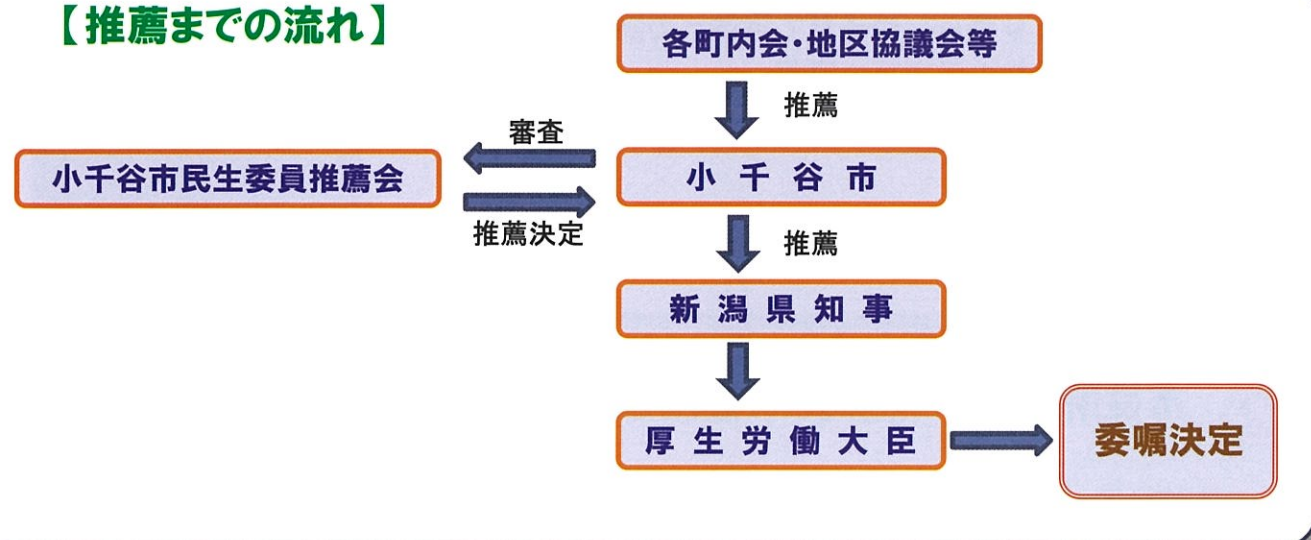 【推薦までの流れ】
各町内会・地区協議会等
推薦
審査
小千谷市民生委員推薦会
小千谷市
推薦決定
推薦
新潟県知事
厚生労働大臣
委嘱決定